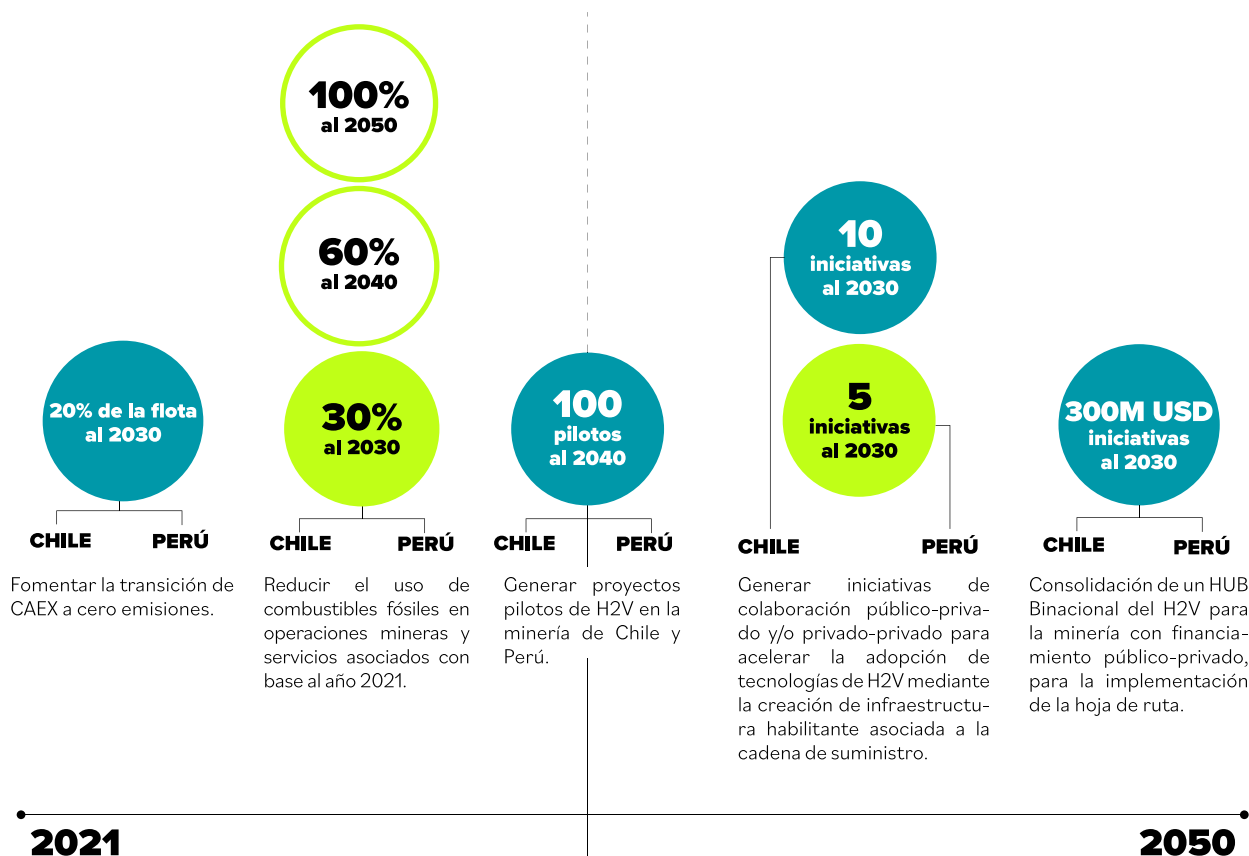 20% de la flota
al 2030
CHILE
PERÚ
Fomentar la transición de
CAEX a cero emisiones.
100%
al 2050
60%
al 2040
30%
al 2030
CHILE
PERÚ
Reducir el uso de
combustibles fósiles en
operaciones mineras y
servicios asociados con
base al año 2021.
100
pilotos
al 2040
CHILE
PERÚ
Generar proyectos
pilotos de H2V en la
minería de Chile y
Perú.
10
iniciativas
al 2030
5
iniciativas
al 2030
CHILE
PERÚ
Generar iniciativas de
colaboración público-priva-
do y/o privado-privado para
acelerar la adopción de
tecnologías de H2V mediante
la creación de infraestructu-
ra habilitante asociada a la
cadena de suministro.
300M USD
iniciativas
al 2030
CHILE
PERÚ
Consolidación de un HUB
Binacional del H2V para
la minería con financia-
miento público-privado,
para la implementación
de la hoja de ruta.
2021
2050